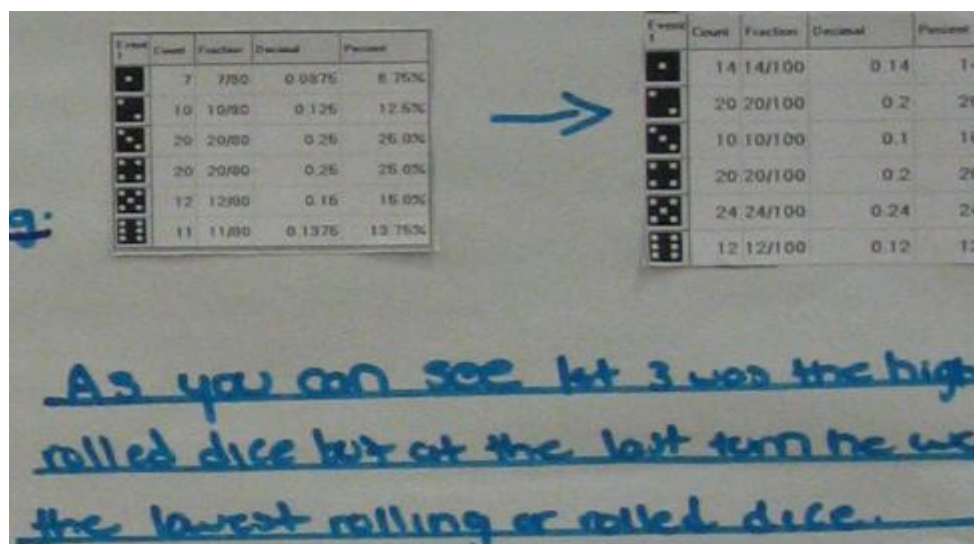 Event Count Fraction Decimal Percent
1
7 7/80 0.0875 8.75%
10 10/80 0.125 12.5%
20 20/80 0.25 25.0%
20 20/80 0.25 25.0%
12 12/80 0.15 15.0%
11 11/80 0.1375 13.75%
Event Count Fraction Decimal Percent
1
14 14/100 0.14
20 20/100 0.2
10 10/100 0.1
20 20/100 0.2
24 24/100 0.24
12 12/100 0.12
g:
As you can see 3 was the high
rolled dice but at the last turn he
the lowest rolling or rolled dice.